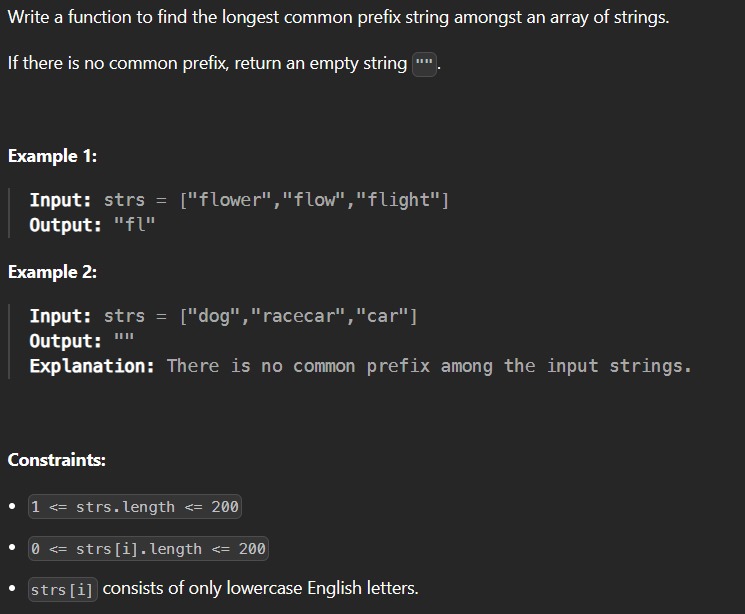 Write a function to find the longest common prefix string amongst an array of strings.
If there is no common prefix, return an empty string "".
Example 1:
Input: strs = ["flower","flow","flight"]
Output: "fl"
Example 2:
Input: strs = ["dog","racecar","car"]
Output: ""
Explanation: There is no common prefix among the input strings.
Constraints:
• 1 <= strs.length <= 200
• 0 <= strs[i].length <= 200
• strs[i] consists of only lowercase English letters.